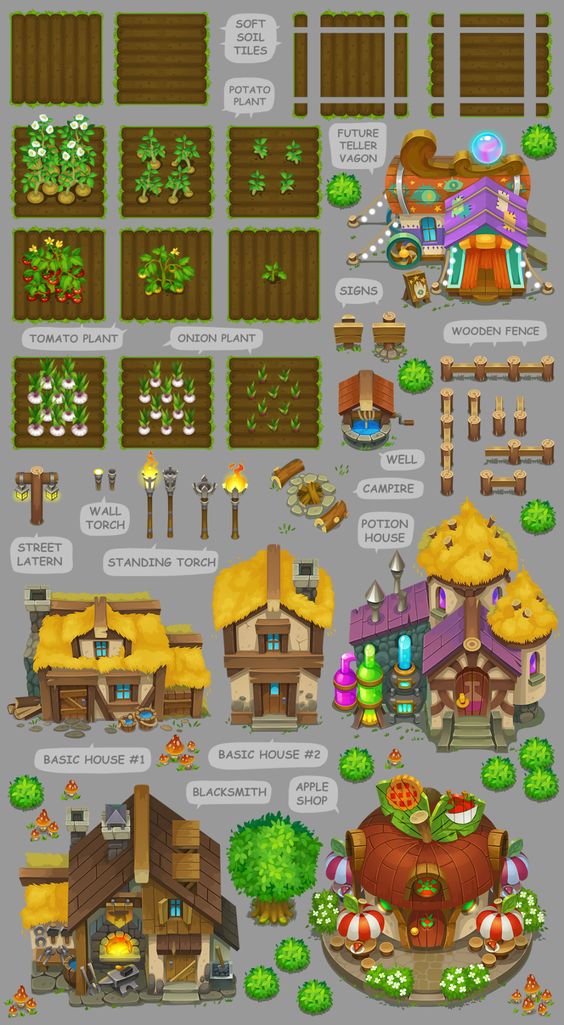 SOFT
SOIL
TILES
POTATO
PLANT
FUTURE
TELLER
VAGON
SIGNS
WOODEN FENCE
TOMATO PLANT
ONION PLANT
WELL
CAMPIRE
WALL
TORCH
POTION
HOUSE
STREET
LATERN
STANDING TORCH
BASIC HOUSE #1
BASIC HOUSE #2
BLACKSMITH
APPLE
SHOP